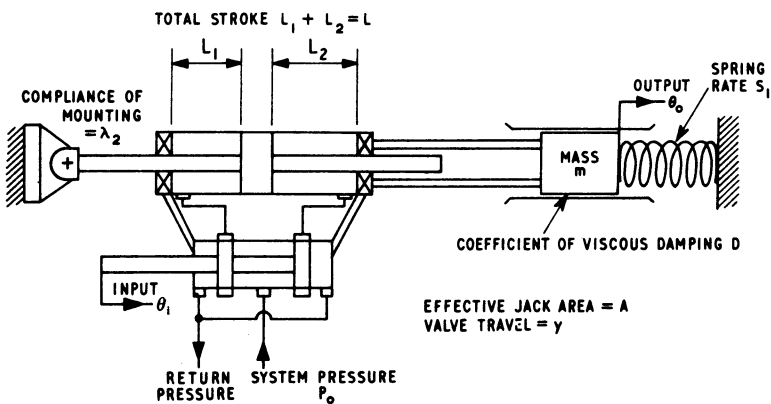 TOTAL STROKE L₁ + L₂ = L
L₁
L₂
COMPLIANCE OF
MOUNTING
= λ₂
OUTPUT
θₒ
SPRING
RATE S₁
MASS
m
COEFFICIENT OF VISCOUS DAMPING D
INPUT
θᵢ
EFFECTIVE JACK AREA = A
VALVE TRAVEL = y
RETURN
PRESSURE
SYSTEM PRESSURE
P₀